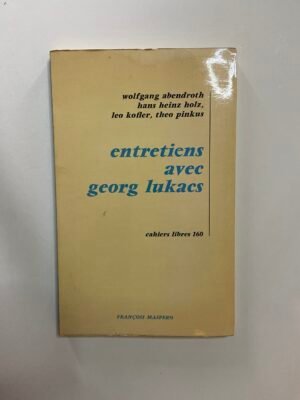 wolfgang abendroth
hans heinz holz,
leo kofler, theo pinkus
entretiens
avec
georg lukacs
cahiers libres 160
FRANÇOIS MASPERO